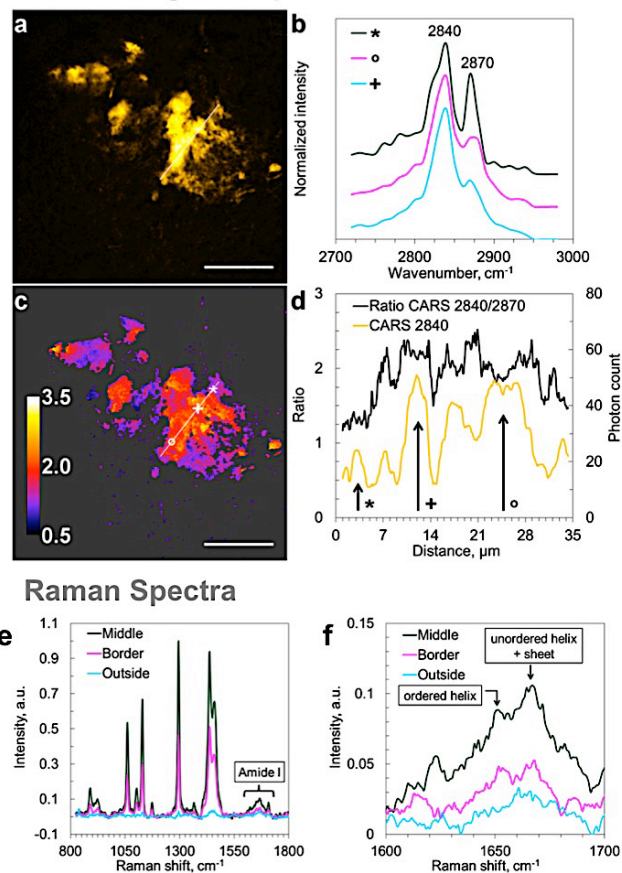 a
b
2840
2870
*
o
+
Normalized intensity
2700
2800
2900
3000
Wavenumber, cm-1
c
3.5
2.0
0.5
d
Ratio CARS 2840/2870
CARS 2840
3
2
1
0
Ratio
80
60
40
20
0
Photon count
*
+
o
0
7
14
21
28
35
Distance, µm
Raman Spectra
e
Middle
Border
Outside
1.1
0.9
0.7
0.5
0.3
0.1
-0.1
Intensity, a.u.
Amide I
800
1050
1300
1550
1800
Raman shift, cm-1
f
Middle
Border
Outside
unordered helix
+ sheet
ordered helix
0.15
0.1
0.05
0
Intensity, a.u.
1600
1650
1700
Raman shift, cm-1